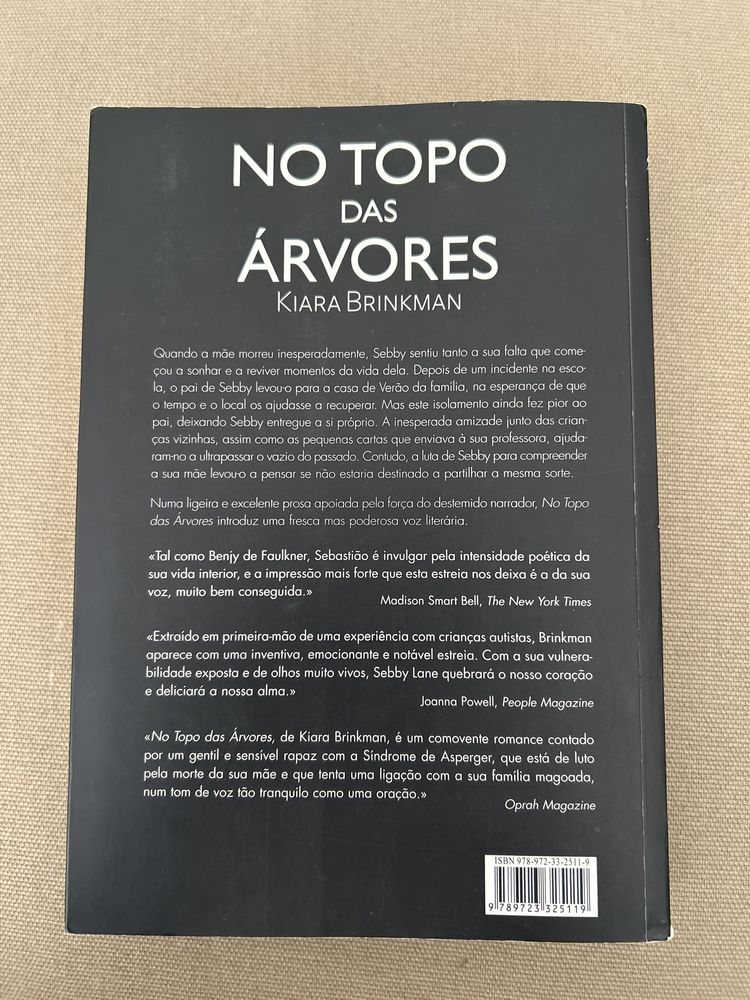 NO TOPO
DAS
ÁRVORES
KIARA BRINKMAN
Quando a mãe morreu inesperadamente, Sebby sentiu tanto a sua falta que come-
çou a sonhar e a reviver momentos da vida dela. Depois de um incidente na esco-
la, o pai de Sebby levou-o para a casa de Verão da família, na esperança de que
o tempo e o local os ajudasse a recuperar. Mas este isolamento ainda fez pior ao
pai, deixando Sebby entregue a si próprio. A inesperada amizade junto das crian-
ças vizinhas, assim como as pequenas cartas que enviava à sua professora, ajuda-
ram-no a ultrapassar o vazio do passado. Contudo, a luta de Sebby para compreender
a sua mãe levou-o a pensar se não estaria destinado a partilhar a mesma sorte.
Numa ligeira e excelente prosa apoiada pela força do destemido narrador, No Topo
das Árvores introduz uma fresca mas poderosa voz literária.
«Tal como Benjy de Faulkner, Sebastião é invulgar pela intensidade poética da
sua vida interior, e a impressão mais forte que esta estreia nos deixa é a da sua
voz, muito bem conseguida.»
Madison Smart Bell, The New York Times
«Extraído em primeira-mão de uma experiência com crianças autistas, Brinkman
aparece com uma inventiva, emocionante e notável estreia. Com a sua vulnera-
bilidade exposta e de olhos muito vivos, Sebby Lane quebrará o nosso coração
e deliciará a nossa alma.»
Joanna Powell, People Magazine
«No Topo das Árvores, de Kiara Brinkman, é um comovente romance contado
por um gentil e sensível rapaz com a Síndrome de Asperger, que está de luto
pela morte da sua mãe e que tenta uma ligação com a sua família magoada,
num tom de voz tão tranquilo como uma oração.»
Oprah Magazine
ISBN 978-972-33-2511-9
9 789723 325119